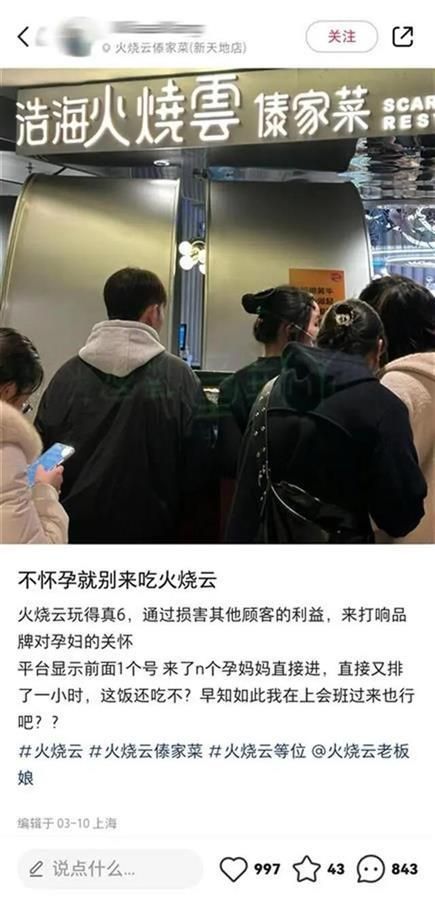 火烧云傣家菜(新天地店)
关注
浩海火燒雲 傣家菜 SCAR
REST
不怀孕就别来吃火烧云
火烧云玩得真6，通过损害其他顾客的利益，来打响品
牌对孕妇的关怀
平台显示前面1个号 来了n个孕妈妈直接进，直接又排
了一小时，这饭还吃不？早知如此我在上会班过来也行
吧？？
#火烧云 #火烧云傣家菜 #火烧云等位 @火烧云老板
娘
编辑于 03-10 上海
说点什么... 997 43 843